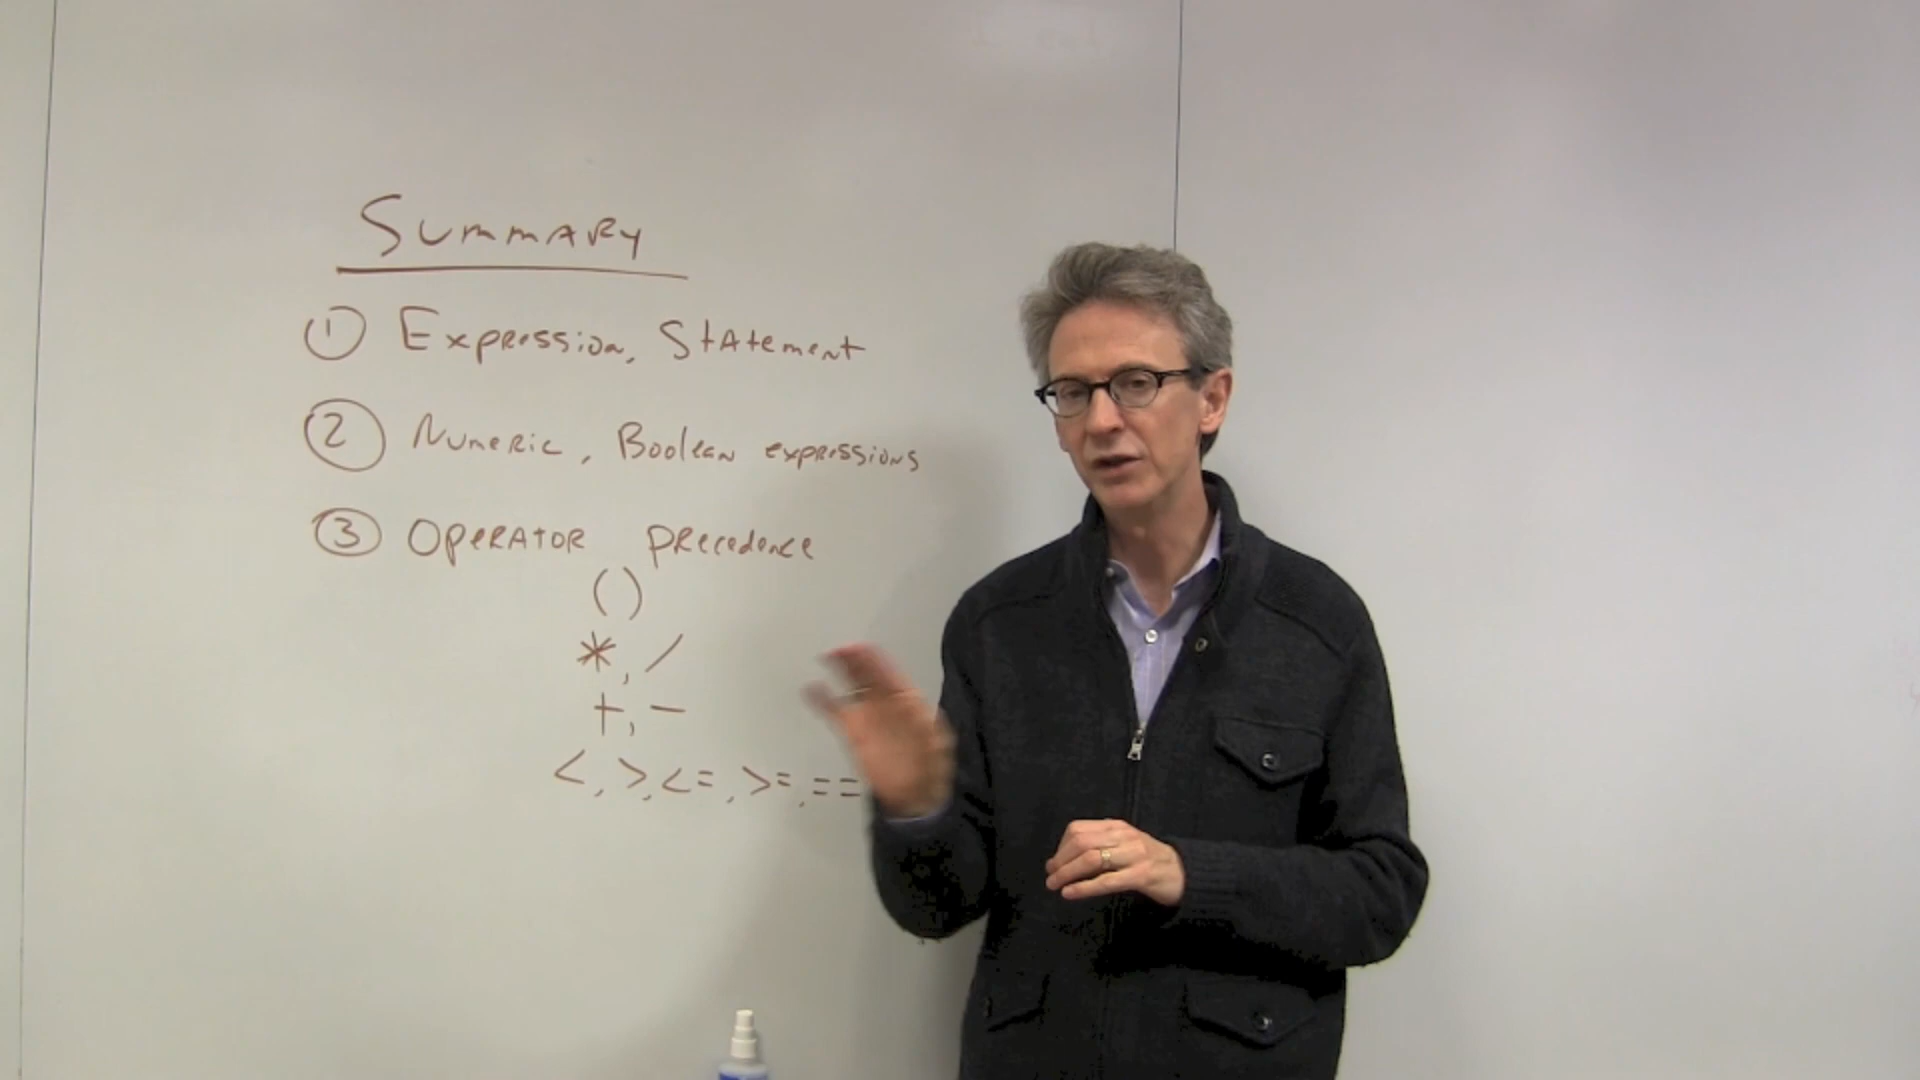 Summary
① Expression, Statement
② Numeric, Boolean expressions
③ Operator precedence
()
*, /
+, -
<, >, <=, >=, ==